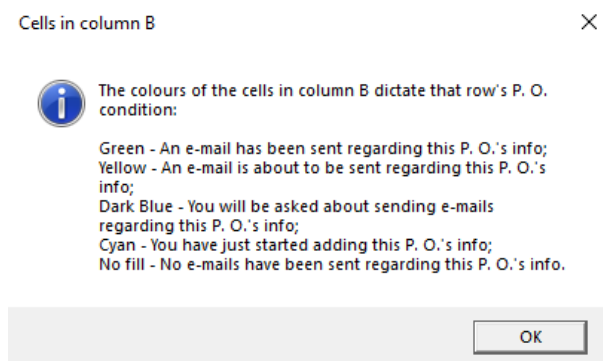 Cells in column B
The colours of the cells in column B dictate that row's P. O.
condition:
Green - An e-mail has been sent regarding this P. O.'s info;
Yellow - An e-mail is about to be sent regarding this P. O.'s
info;
Dark Blue - You will be asked about sending e-mails
regarding this P. O.'s info;
Cyan - You have just started adding this P. O.'s info;
No fill - No e-mails have been sent regarding this P. O.'s info.
OK